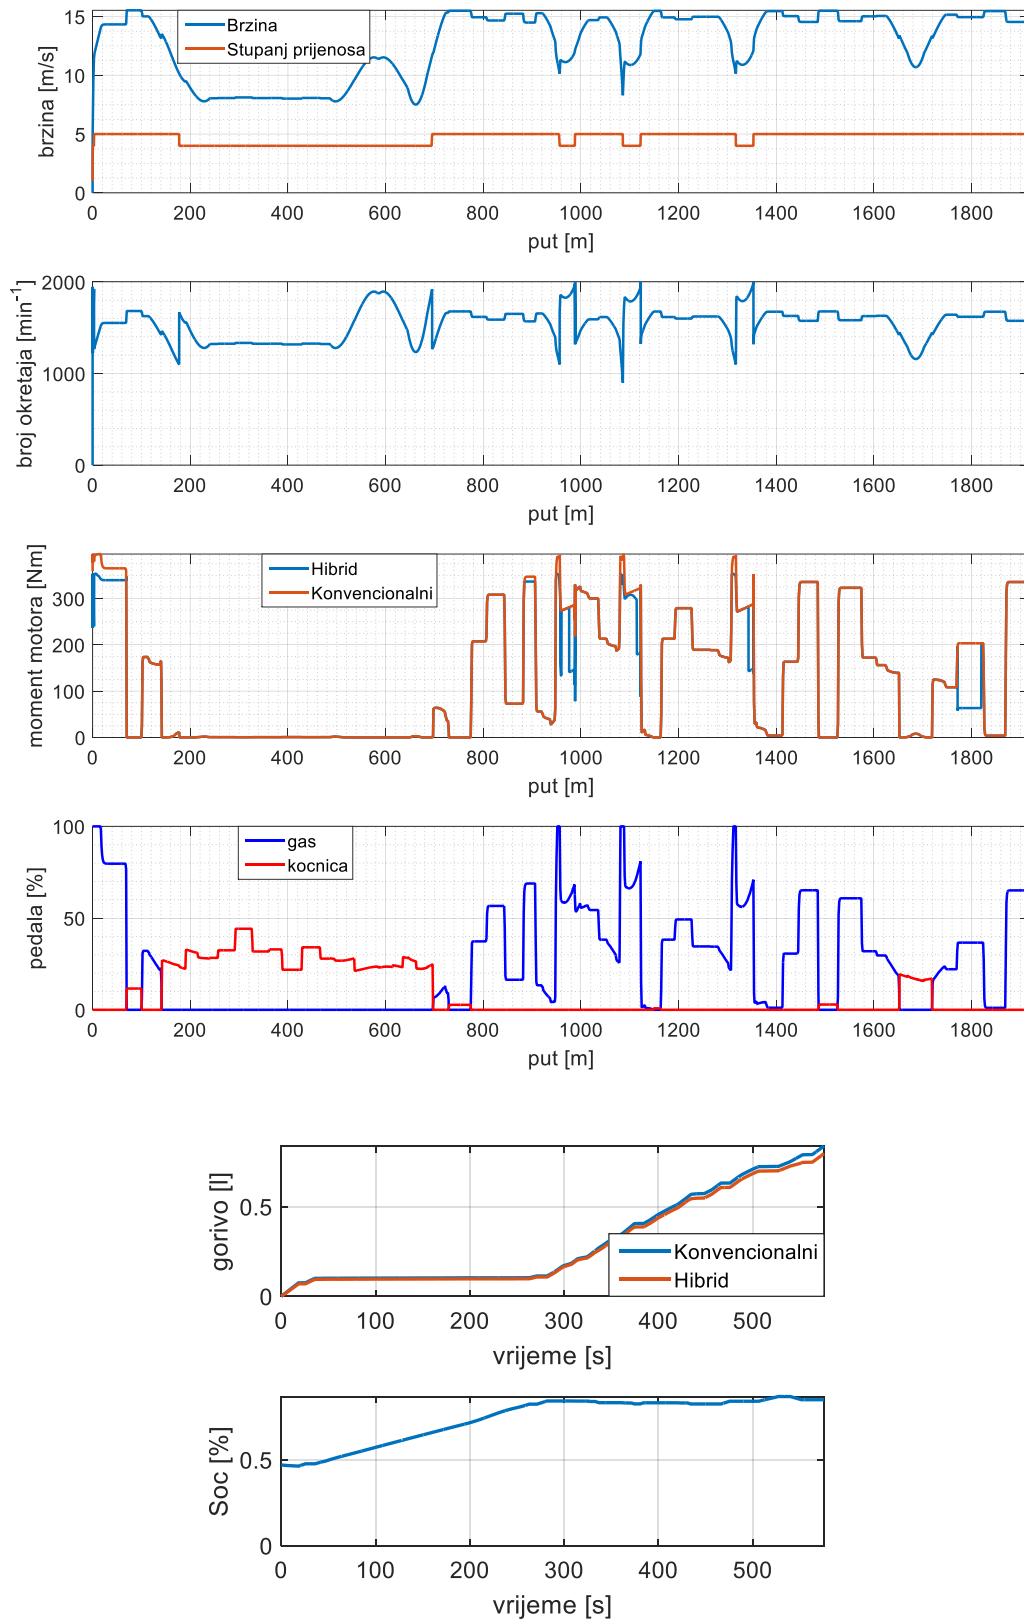 15
10
5
0
brzina [m/s]
Brzina
Stupanj prijenosa
0 200 400 600 800 1000 1200 1400 1600 1800
put [m]
2000
1000
0
broj okretaja [min-1]
0 200 400 600 800 1000 1200 1400 1600 1800
put [m]
300
200
100
0
moment motora [Nm]
Hibrid
Konvencionalni
0 200 400 600 800 1000 1200 1400 1600 1800
put [m]
100
50
0
pedala [%]
gas
kocnica
0 200 400 600 800 1000 1200 1400 1600 1800
put [m]
0.5
0
gorivo [l]
Konvencionalni
Hibrid
0 100 200 300 400 500
vrijeme [s]
0.5
0
Soc [%]
0 100 200 300 400 500
vrijeme [s]